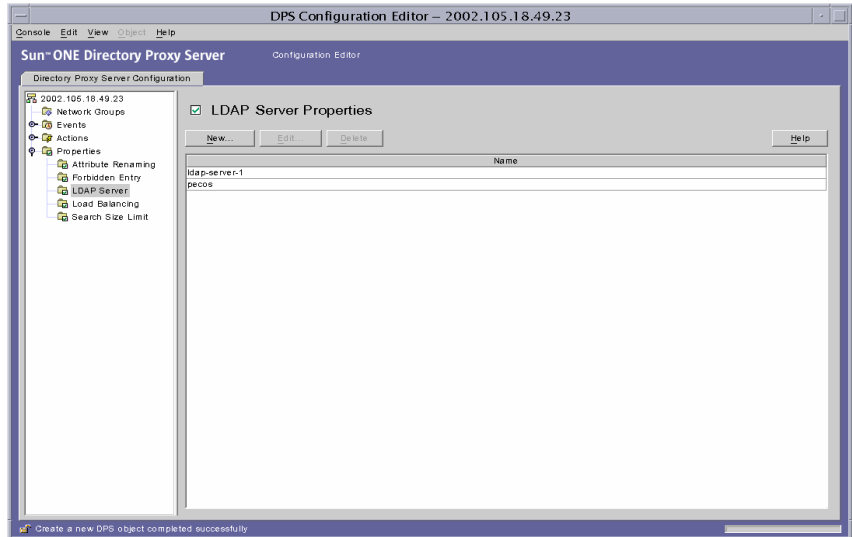 DPS Configuration Editor – 2002.105.18.49.23
Console Edit View Object Help
Sun™ ONE Directory Proxy Server Configuration Editor
Directory Proxy Server Configuration
2002.105.18.49.23
Network Groups
Events
Actions
Properties
Attribute Renaming
Forbidden Entry
LDAP Server
Load Balancing
Search Size Limit
LDAP Server Properties
New... Edit... Delete Help
Name
ldap-server-1
pecos
Create a new DPS object completed successfully